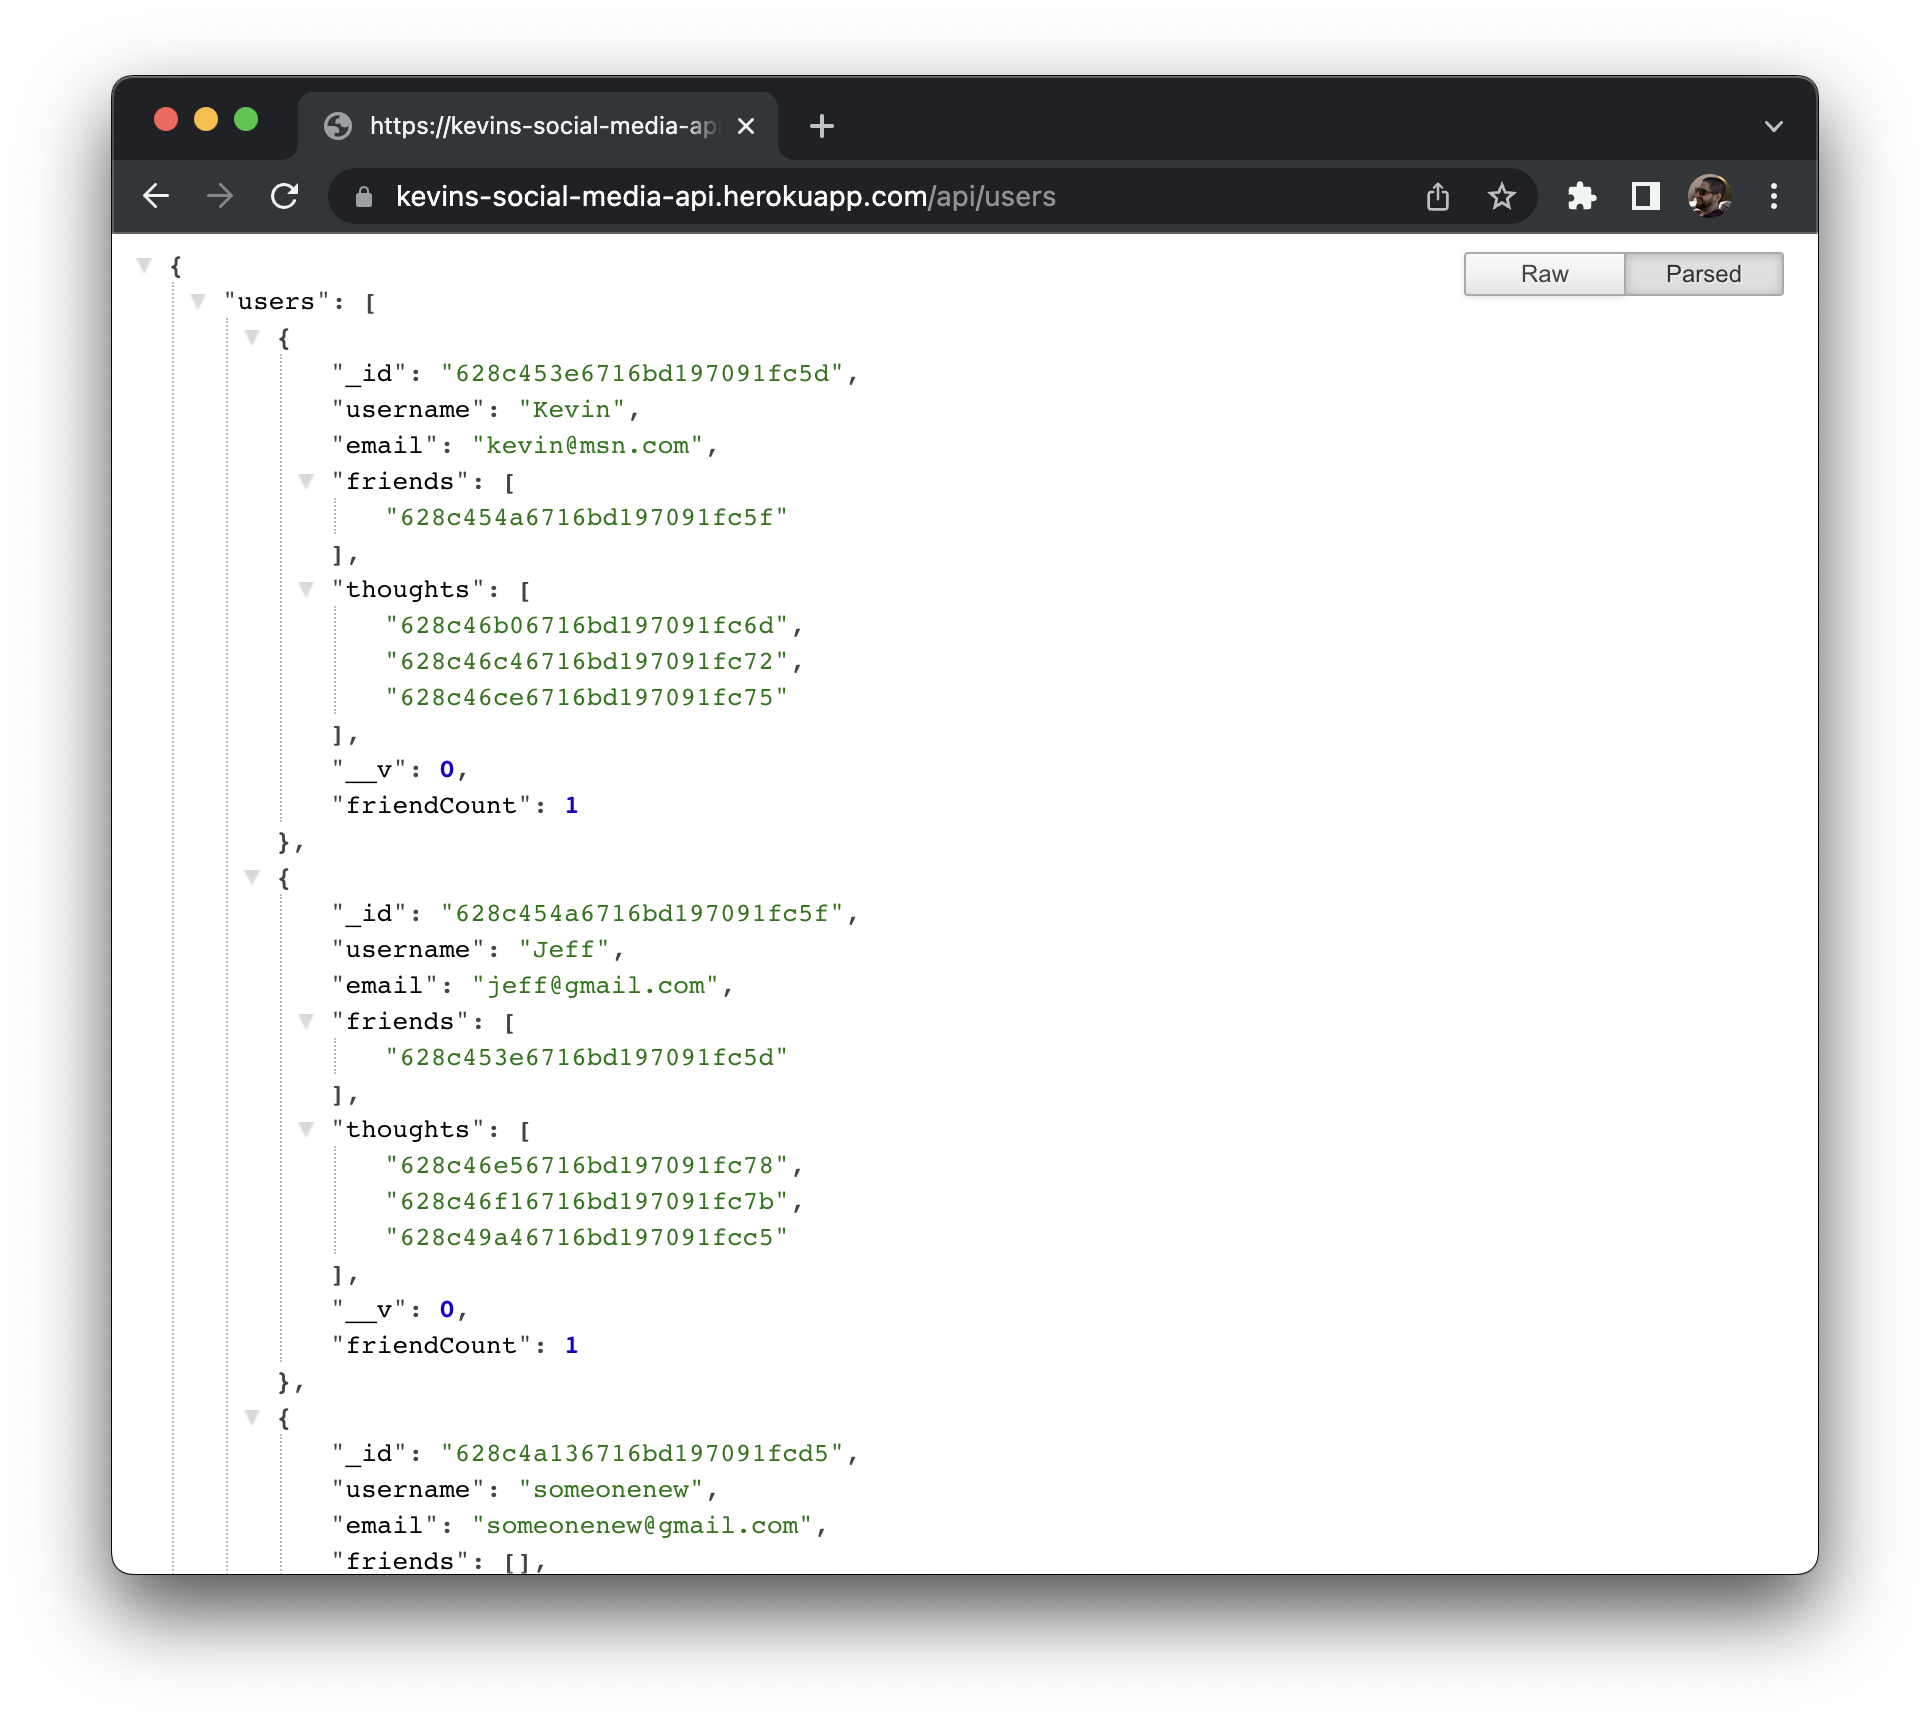 https://kevins-social-media-api
kevins-social-media-api.herokuapp.com/api/users
Raw Parsed
{
"users": [
{
"_id": "628c453e6716bd197091fc5d",
"username": "Kevin",
"email": "kevin@msn.com",
"friends": [
"628c454a6716bd197091fc5f"
],
"thoughts": [
"628c46b06716bd197091fc6d",
"628c46c46716bd197091fc72",
"628c46ce6716bd197091fc75"
],
"__v": 0,
"friendCount": 1
},
{
"_id": "628c454a6716bd197091fc5f",
"username": "Jeff",
"email": "jeff@gmail.com",
"friends": [
"628c453e6716bd197091fc5d"
],
"thoughts": [
"628c46e56716bd197091fc78",
"628c46f16716bd197091fc7b",
"628c49a46716bd197091fcc5"
],
"__v": 0,
"friendCount": 1
},
{
"_id": "628c4a136716bd197091fcd5",
"username": "someonenew",
"email": "someonenew@gmail.com",
"friends": [],